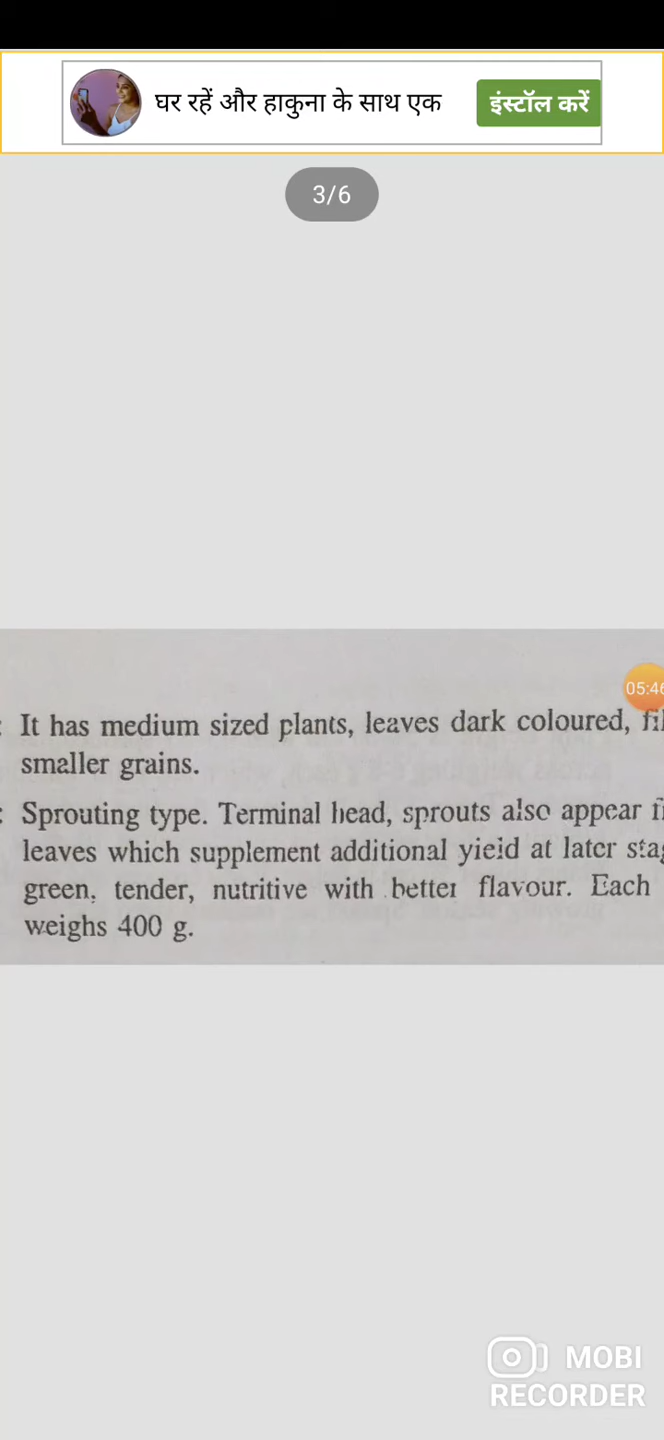 घर रहें और हाकुना के साथ एक
इंस्टॉल करें
3/6
05:46
: It has medium sized plants, leaves dark coloured,
smaller grains.
: Sprouting type. Terminal head, sprouts also appear
leaves which supplement additional yield at later
green, tender, nutritive with better flavour. Each
weighs 400 g.
MOBI
RECORDER